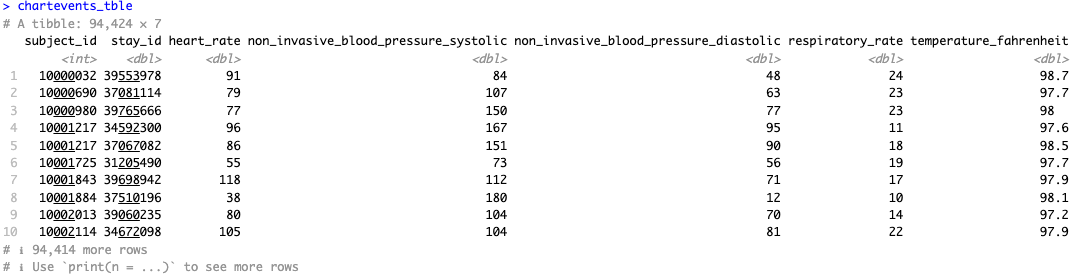 > chartevents_tble
# A tibble: 94,424 × 7
subject_id stay_id heart_rate non_invasive_blood_pressure_systolic non_invasive_blood_pressure_diastolic respiratory_rate temperature_fahrenheit
<int> <dbl> <dbl> <dbl> <dbl> <dbl> <dbl>
1 10000032 39553978 91 84 48 24 98.7
2 10000690 37081114 79 107 63 23 97.7
3 10000980 39765666 77 150 77 23 98
4 10001217 34592300 96 167 95 11 97.6
5 10001217 37067082 86 151 90 18 98.5
6 10001725 31205490 55 73 56 19 97.7
7 10001843 39698942 118 112 71 17 97.9
8 10001884 37510196 38 180 12 10 98.1
9 10002013 39060235 80 104 70 14 97.2
10 10002114 34672098 105 104 81 22 97.9
# ℹ 94,414 more rows
# ℹ Use `print(n = ...)` to see more rows